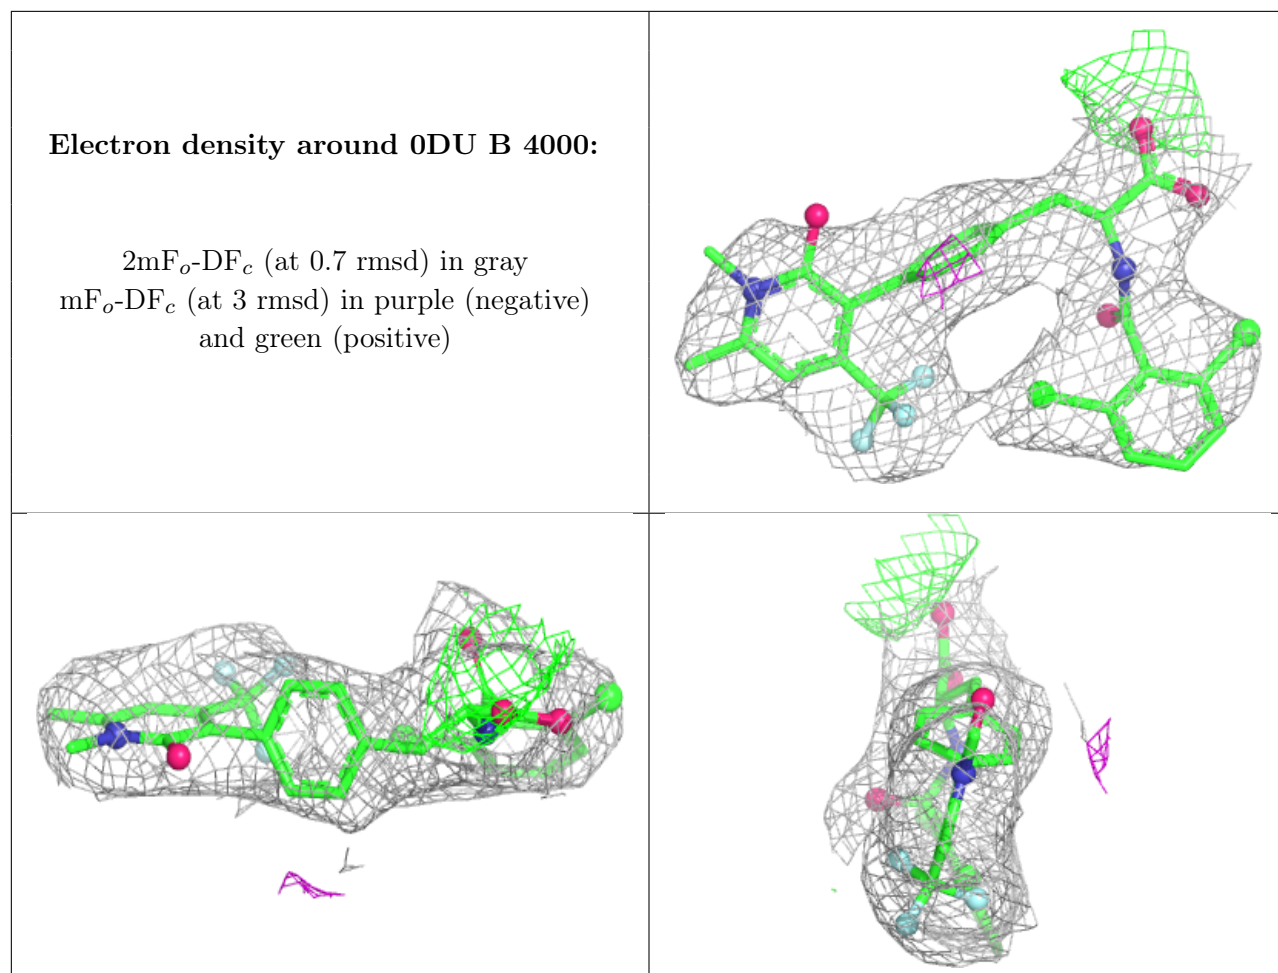 Electron density around 0DU B 4000:
2mFo-DFc (at 0.7 rmsd) in gray
mFo-DFc (at 3 rmsd) in purple (negative)
and green (positive)